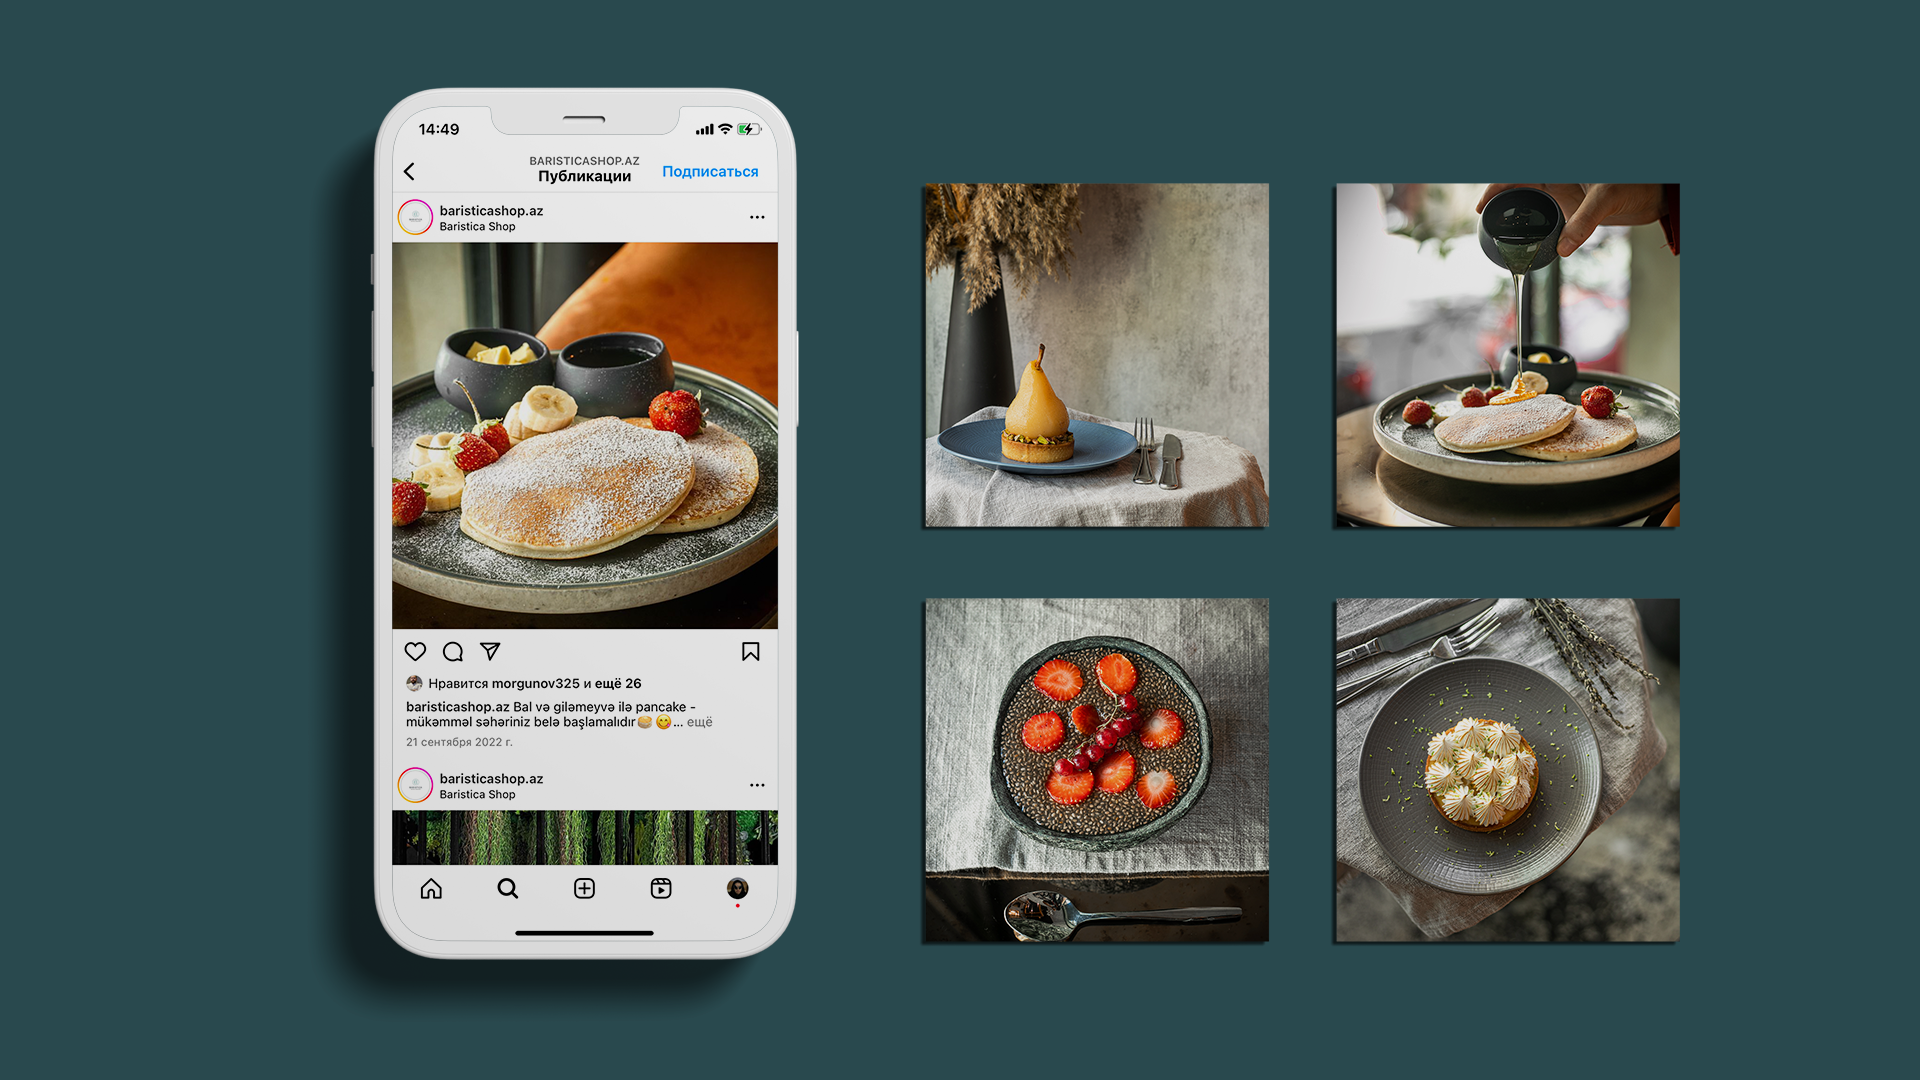 14:49
BARISTICASHOP.AZ
Публикации
Подписаться
baristicashop.az
Baristica Shop
Нравится morgunov325 и ещё 26
baristicashop.az Bal və giləmeyvə ilə pancake -
mükəmməl səhəriniz belə başlamalıdır🥞😋... ещё
21 сентября 2022 г.
baristicashop.az
Baristica Shop